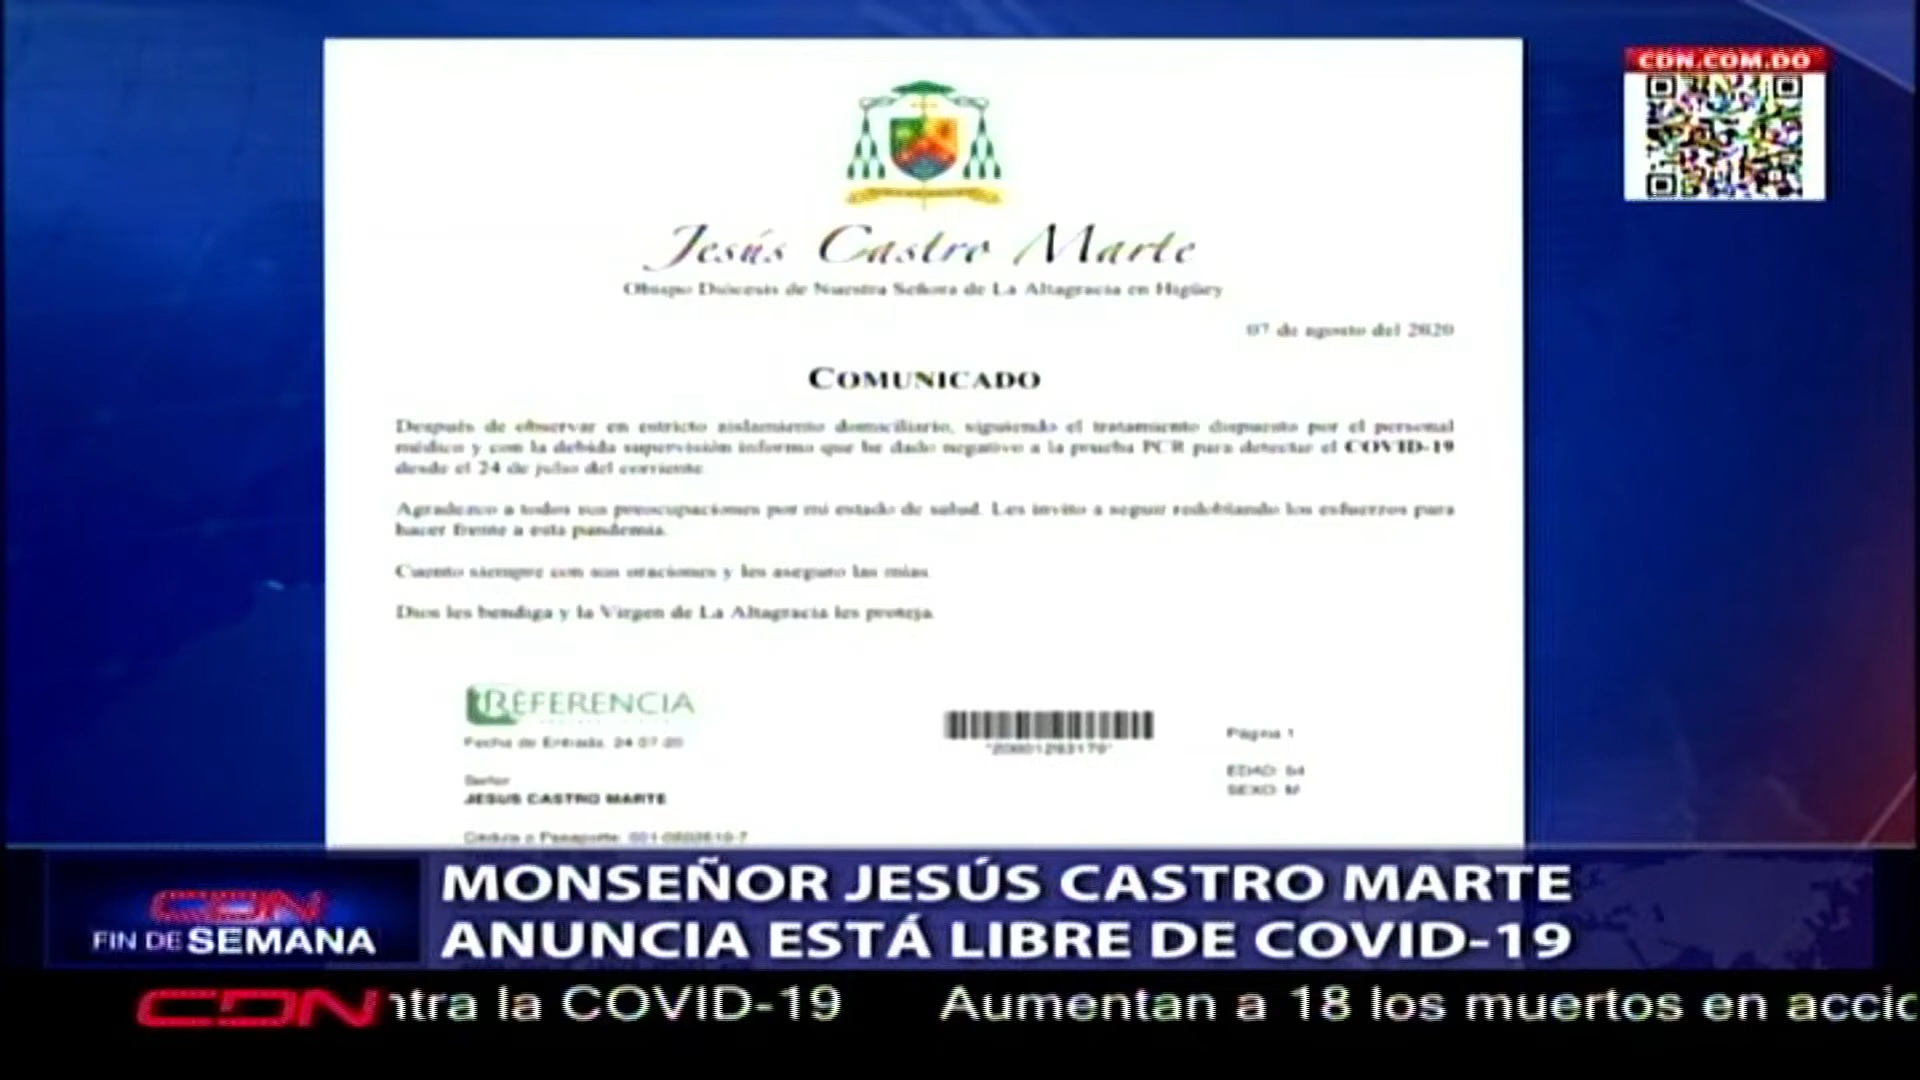 CDN.COM.DO
Jesús Castro Marte
Obispo Diócesis de Nuestra Señora de La Altagracia en Higüey
07 de agosto del 2020
COMUNICADO
Después de observar en estricto aislamiento domiciliario, siguiendo el tratamiento dispuesto por el personal
médico y con la debida supervisión informo que he dado negativo a la prueba PCR para detectar el COVID-19
desde el 24 de julio del corriente.
Agradezco a todos sus preocupaciones por mi estado de salud. Les invito a seguir redoblando los esfuerzos para
hacer frente a esta pandemia.
Cuento siempre con sus oraciones y les aseguro las mías.
Dios les bendiga y la Virgen de La Altagracia les proteja.
REFERENCIA
Fecha de Entrada: 24-07-20
Página 1
EDAD: 54
SEXO: M
Señor
JESUS CASTRO MARTE
Cédula o Pasaporte:
MONSEÑOR JESÚS CASTRO MARTE
ANUNCIA ESTÁ LIBRE DE COVID-19
CDN
FIN DE SEMANA
CDN ntra la COVID-19 Aumentan a 18 los muertos en accic